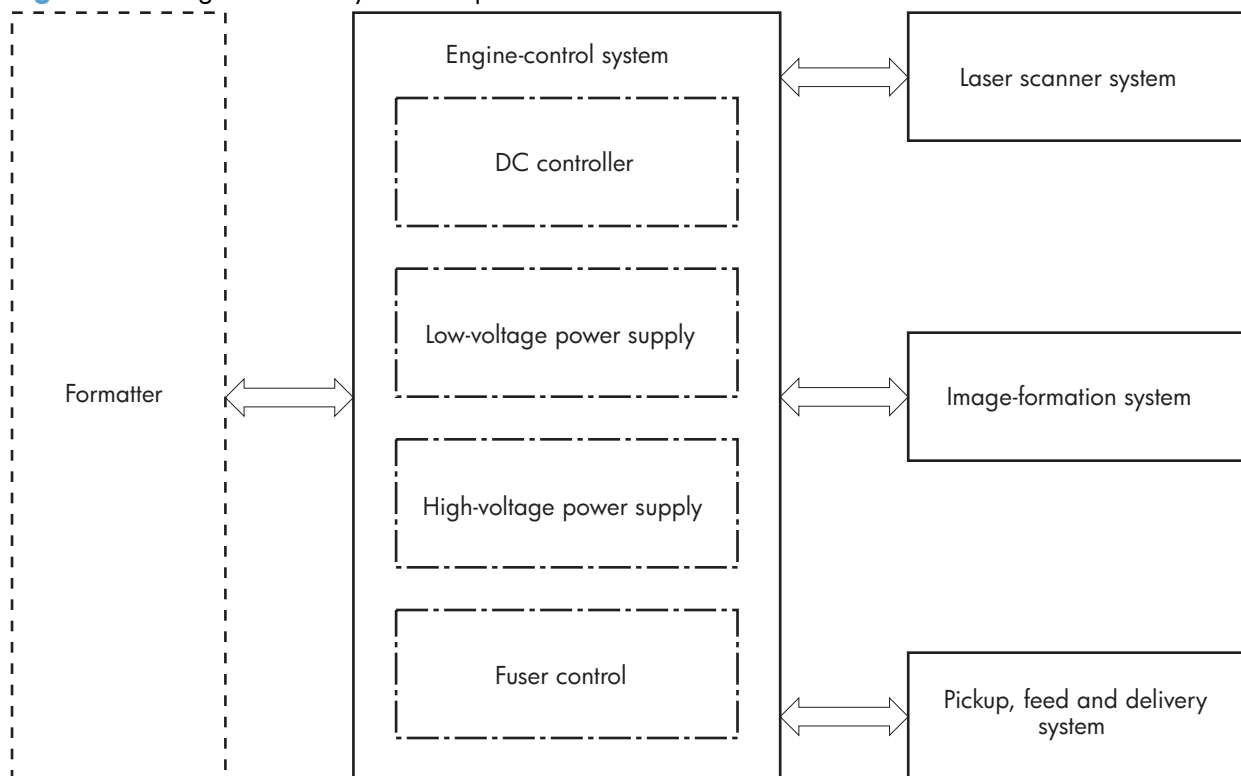 Engine-control system
Laser scanner system
DC controller
Low-voltage power supply
Formatter
Image-formation system
High-voltage power supply
Fuser control
Pickup, feed and delivery
system